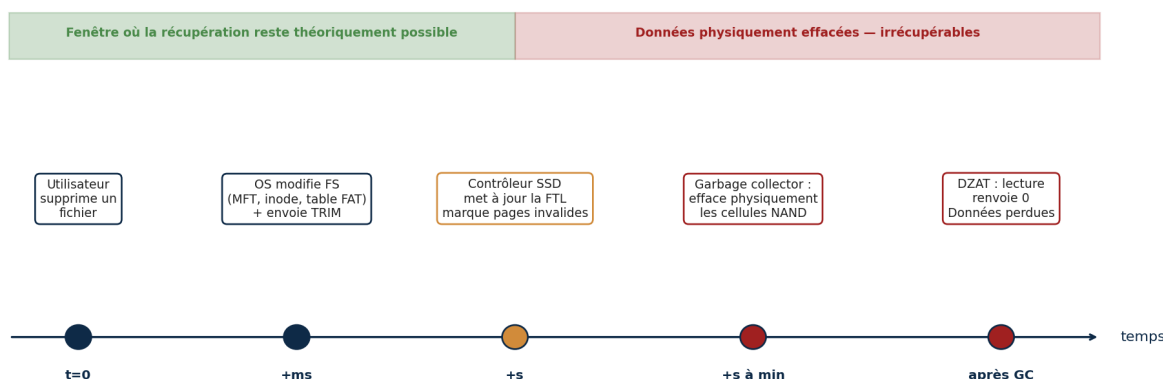 Fenêtre où la récupération reste théoriquement possible
Données physiquement effacées — irrécupérables
Utilisateur
supprime un
fichier
OS modifie FS
(MFT, inode, table FAT)
+ envoie TRIM
Contrôleur SSD
met à jour la FTL
marque pages invalides
Garbage collector :
efface physiquement
les cellules NAND
DZAT : lecture
renvoie 0
Données perdues
temps
t=0
+ms
+s
+s à min
après GC